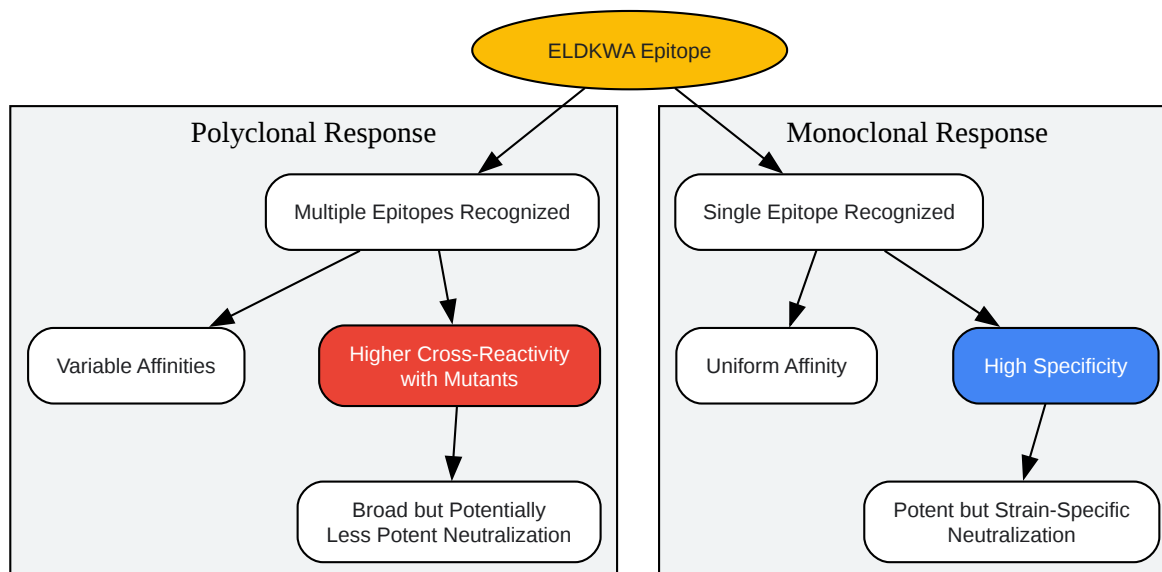 ELDKWA Epitope
Polyclonal Response
Multiple Epitopes Recognized
Variable Affinities
Higher Cross-Reactivity
with Mutants
Broad but Potentially
Less Potent Neutralization
Monoclonal Response
Single Epitope Recognized
Uniform Affinity
High Specificity
Potent but Strain-Specific
Neutralization